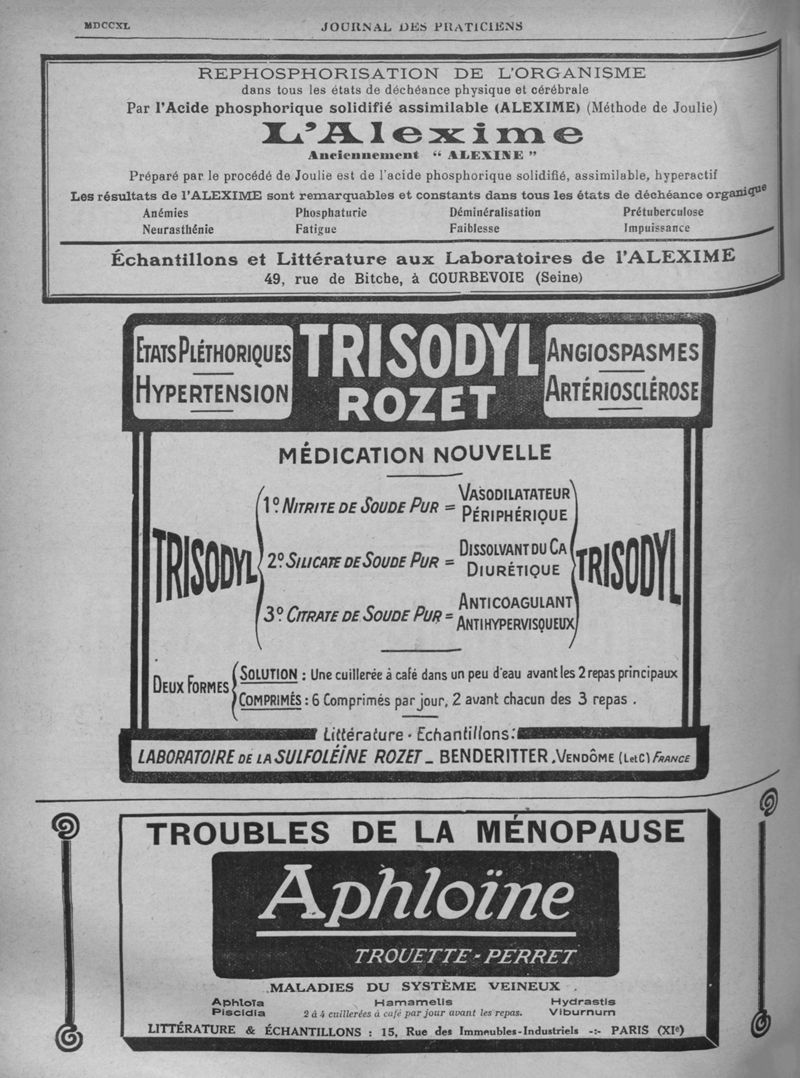 MDCCXL
JOURNAL DES PRATICIENS
REPHOSPHORISATION DE L'ORGANISME
dans tous les états de déchéance physique et cérébrale
Par l'Acide phosphorique solidifié assimilable (ALEXIME) (Méthode de Joulie)
L'Alexime
Anciennement “ ALEXINE ”
Préparé par le procédé de Joulie est de l'acide phosphorique solidifié, assimilable, hyperactif
Les résultats de l'ALEXIME sont remarquables et constants dans tous les états de déchéance organique
Anémies Phosphaturie Déminéralisation Prétuberculose
Neurasthénie Fatigue Faiblesse Impuissance
Échantillons et Littérature aux Laboratoires de l'ALEXIME
49, rue de Bitche, à COURBEVOIE (Seine)
ETATS PLÉTHORIQUES
HYPERTENSION
TRISODYL
ROZET
ANGIOSPASMES
ARTÉRIOSCLÉROSE
MÉDICATION NOUVELLE
TRISODYL
1º NITRITE DE SOUDE PUR = VASODILATATEUR
PÉRIPHÉRIQUE
2º SILICATE DE SOUDE PUR = DISSOLVANT DU CA
DIURÉTIQUE
3º CITRATE DE SOUDE PUR = ANTICOAGULANT
ANTIHYPERVISQUEUX
TRISODYL
DEUX FORMES
SOLUTION : Une cuillerée à café dans un peu d'eau avant les 2 repas principaux
COMPRIMÉS : 6 Comprimés par jour, 2 avant chacun des 3 repas .
Littérature - Echantillons:
LABORATOIRE DE LA SULFOLÉINE ROZET _ BENDERITTER , VENDÔME (L et C) FRANCE
TROUBLES DE LA MÉNOPAUSE
Aphloïne
TROUETTE-PERRET
MALADIES DU SYSTÈME VEINEUX .
Aphloïa Hamamelis Hydrastis
Piscidia 2 à 4 cuillerées à café par jour avant les repas. Viburnum
LITTÉRATURE & ÉCHANTILLONS : 15, Rue des Immeubles-Industriels -:- PARIS (XIe)